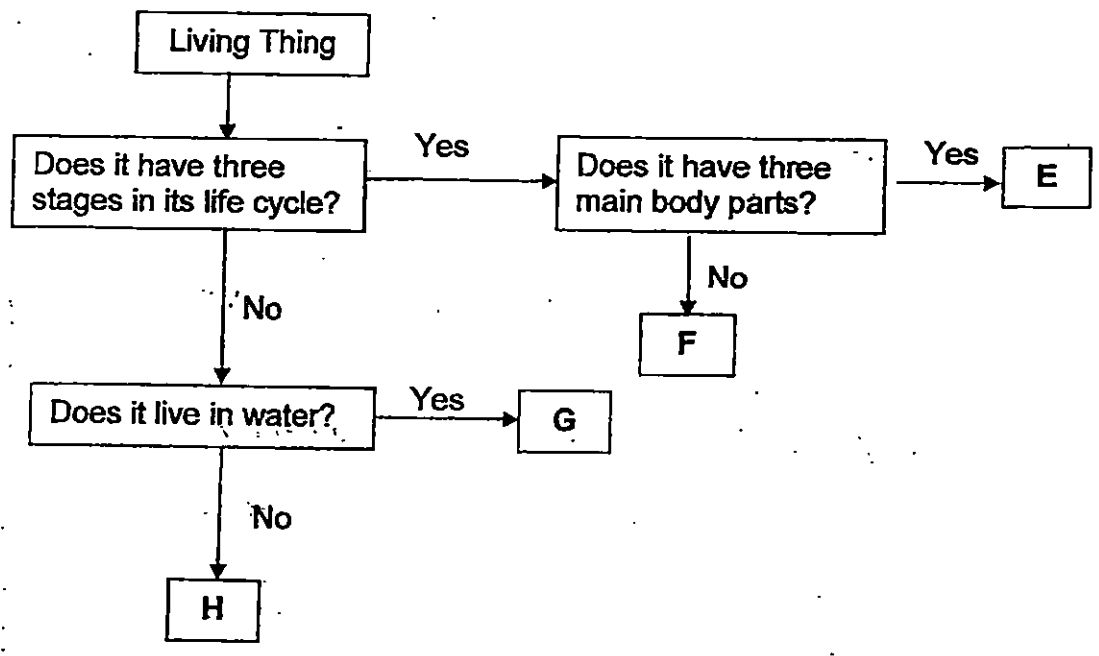 Living Thing
Does it have three
stages in its life cycle?
Yes
Does it have three
main body parts?
Yes
E
No
F
No
Does it live in water?
Yes
G
No
H